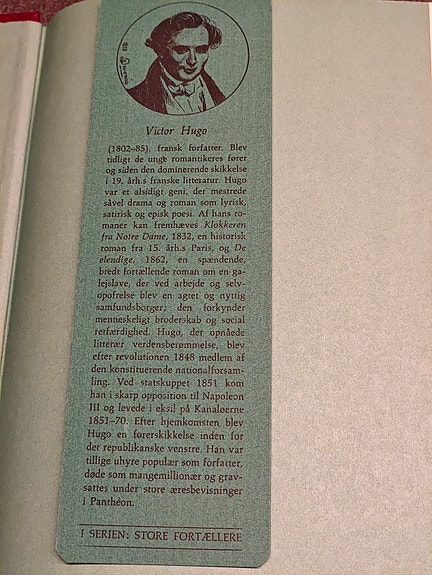 Victor Hugo
(1802–85), fransk forfatter. Blev
tidligt de unge romantikeres fører
og siden den dominerende skikkelse
i 19. årh.s franske litteratur. Hugo
var et alsidigt geni, der mestrede
såvel drama og roman som lyrisk,
satirisk og episk poesi. Af hans ro-
maner kan fremhæves Klokkeren
fra Notre Dame, 1832, en historisk
roman fra 15. årh.s Paris, og De
elendige, 1862, en spændende,
bredt fortællende roman om en ga-
lejslave, der ved arbejde og selv-
opofrelse blev en agtet og nyttig
samfundsborger; den forkynder
menneskeligt broderskab og social
retfærdighed. Hugo, der opnåede
litterær verdensberømmelse, blev
efter revolutionen 1848 medlem af
den konstituerende nationalforsam-
ling. Ved statskuppet 1851 kom
han i skarp opposition til Napoleon
III og levede i eksil på Kanaløerne
1851–70. Efter hjemkomsten blev
Hugo en førerskikkelse inden for
det republikanske venstre. Han var
tillige uhyre populær som forfatter,
døde som mangemillionær og grav-
sattes under store æresbevisninger
i Panthéon.
I SERIEN: STORE FORTÆLLERE